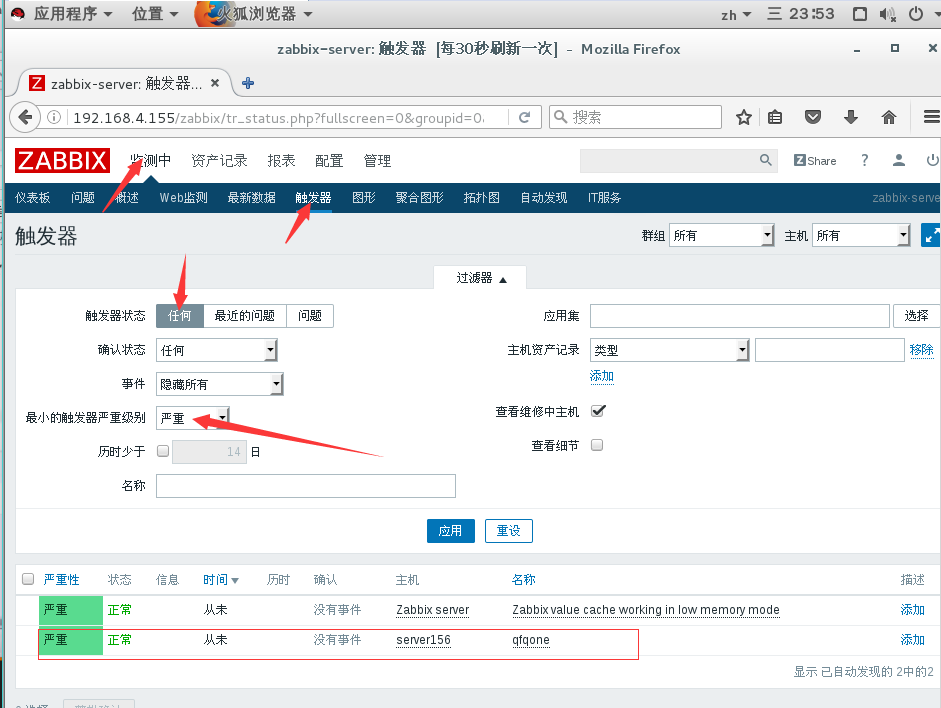 应用程序 位置 火狐浏览器 zh 三 23:53
zabbix-server: 触发器 [每30秒刷新一次] - Mozilla Firefox
Z zabbix-server: 触发器...
192.168.4.155/zabbix/tr_status.php?fullscreen=0&groupid=0 搜索
ZABBIX 监测中 资产记录 报表 配置 管理 Z Share ?
仪表板 问题 概述 Web监测 最新数据 触发器 图形 聚合图形 拓扑图 自动发现 IT服务 zabbix-serve
触发器 群组 所有 主机 所有
过滤器
触发器状态 任何 最近的问题 问题 应用集 选择
确认状态 任何 主机资产记录 类型 移除
添加
事件 隐藏所有
最小的触发器严重级别 严重 查看维修中主机
历时少于 14 日 查看细节
名称
应用 重设
严重性 状态 信息 时间 历时 确认 主机 名称 描述
严重 正常 从未 没有事件 Zabbix server Zabbix value cache working in low memory mode 添加
严重 正常 从未 没有事件 server156 qfqone 添加
显示 已自动发现的 2中的2